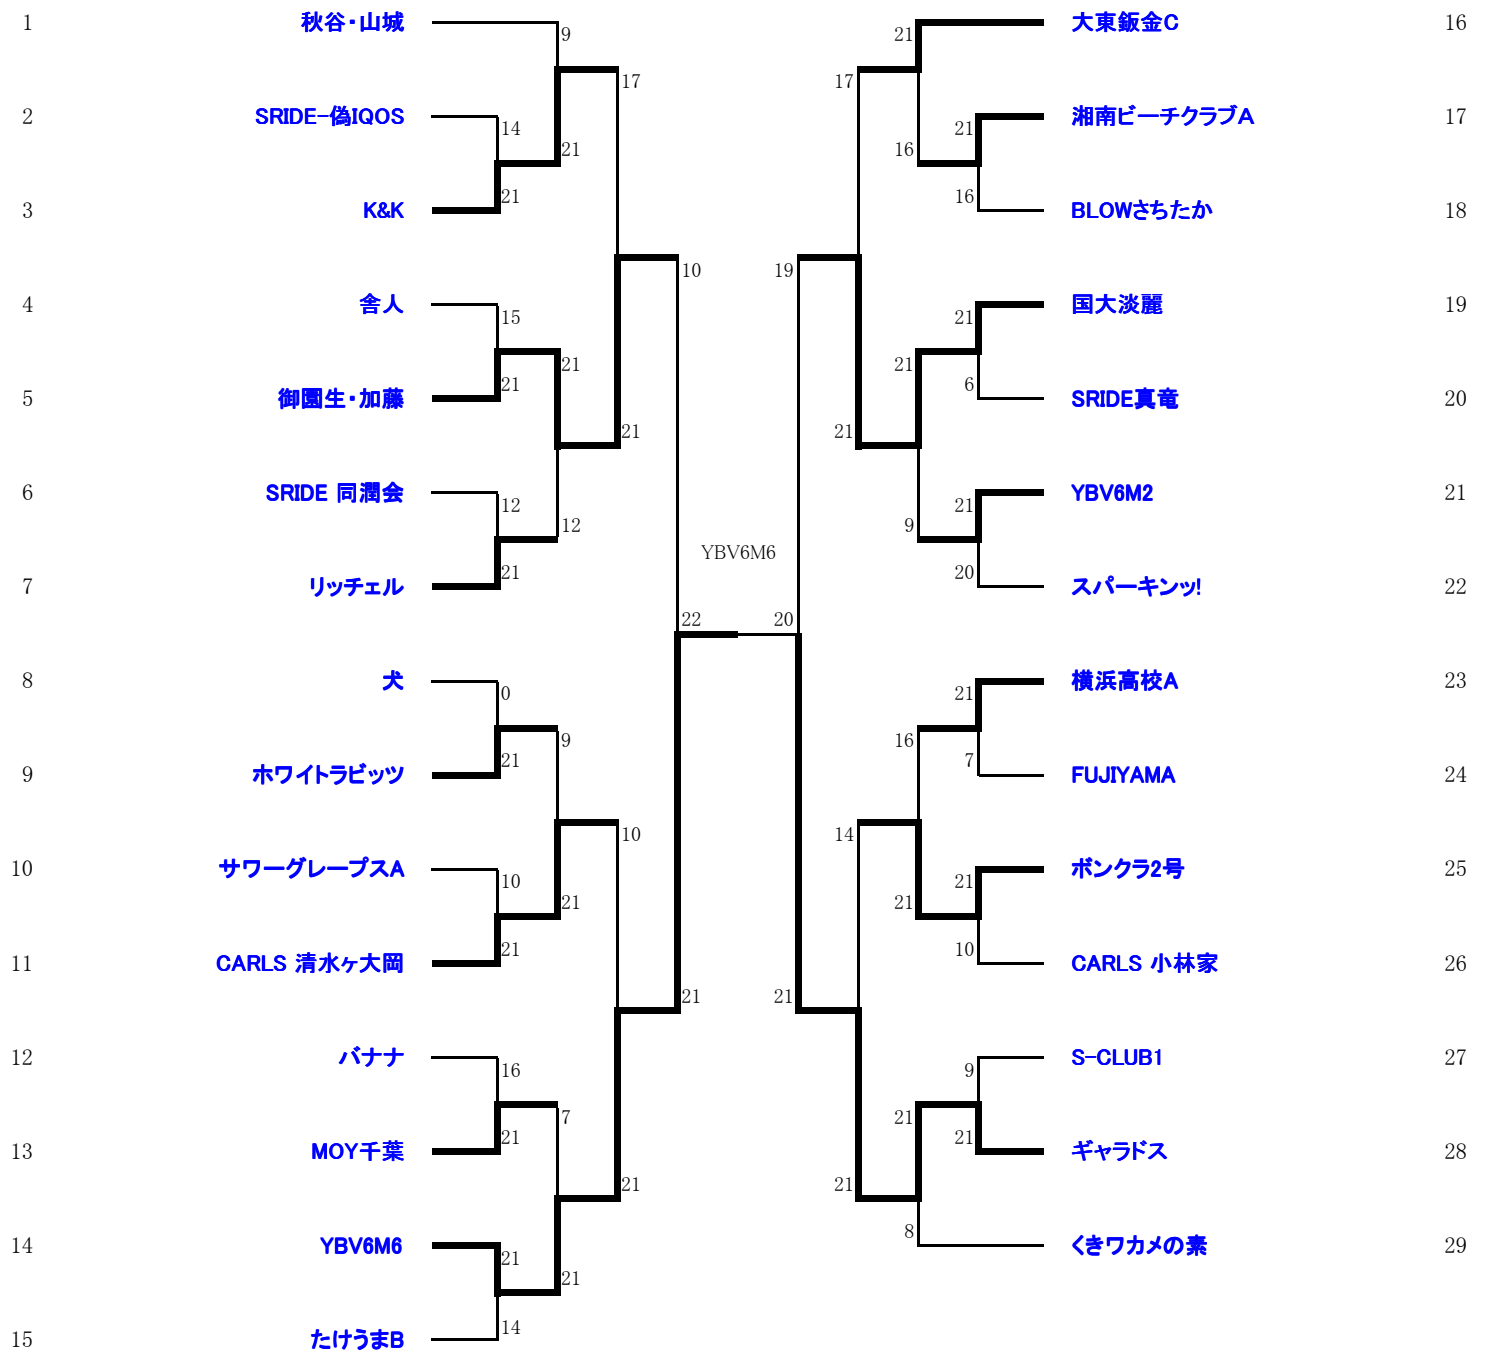 1 秋谷・山城 9 21 大東鈑金C 16
17 17
2 SRIDE-偽IQOS 14 21 16 21 湘南ビーチクラブA 17
3 K&K 21 16 BLOWさちたか 18
10 19
4 舎人 15 21 国大淡麗 19
21 21
5 御園生・加藤 21 6 SRIDE真竜 20
21 21
6 SRIDE 同潤会 12 21 YBV6M2 21
12 9
YBV6M6
7 リッチェル 21 20 スパーキンッ! 22
22 20
8 犬 0 21 横浜高校A 23
9 16
9 ホワイトラビッツ 21 7 FUJIYAMA 24
10 14
10 サワーグレープスA 10 21 ボンクラ2号 25
21 21
11 CARLS 清水ヶ大岡 21 10 CARLS 小林家 26
21 21
12 バナナ 16 9 S-CLUB1 27
7 21
13 MOY千葉 21 21 ギャラドス 28
21 21
14 YBV6M6 21 8 くきワカメの素 29
21
15 たけうまB 14